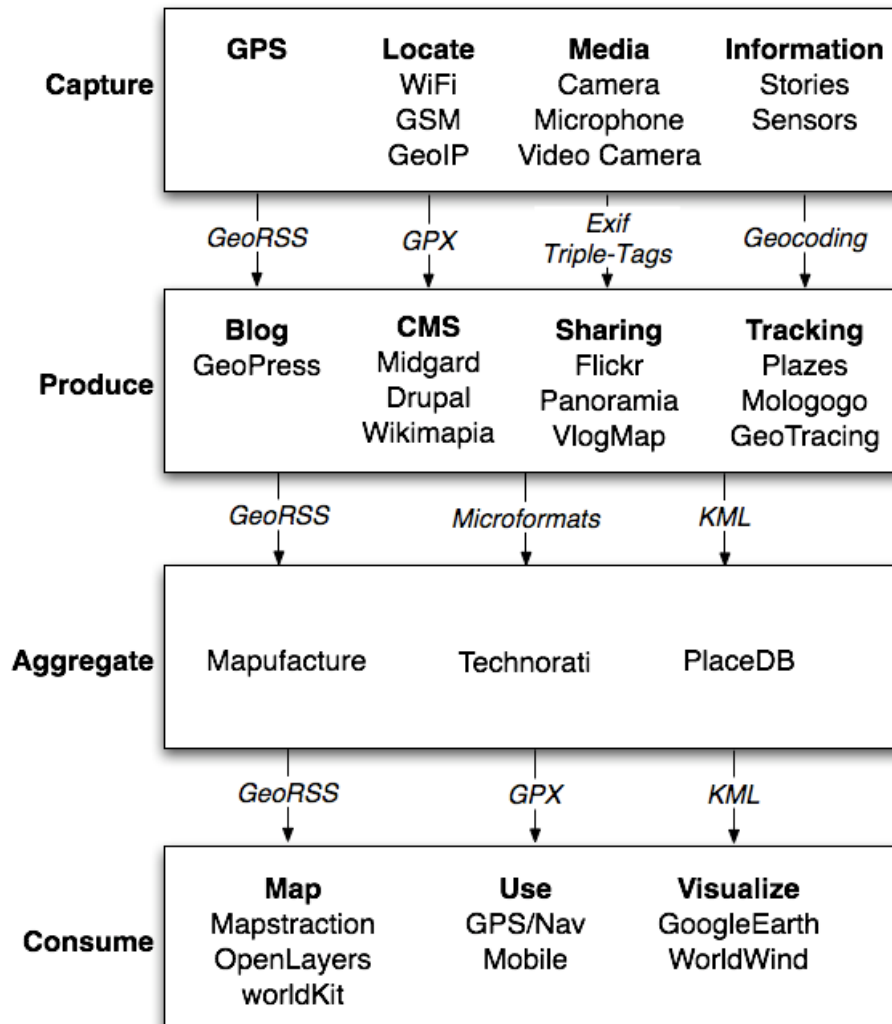 Capture
GPS
Locate
WiFi
GSM
GeoIP
Media
Camera
Microphone
Video Camera
Information
Stories
Sensors
GeoRSS
GPX
Exif
Triple-Tags
Geocoding
Produce
Blog
GeoPress
CMS
Midgard
Drupal
Wikimapia
Sharing
Flickr
Panoramia
VlogMap
Tracking
Plazes
Mologogo
GeoTracing
GeoRSS
Microformats
KML
Aggregate
Mapufacture
Technorati
PlaceDB
GeoRSS
GPX
KML
Consume
Map
Mapstraction
OpenLayers
worldKit
Use
GPS/Nav
Mobile
Visualize
GoogleEarth
WorldWind